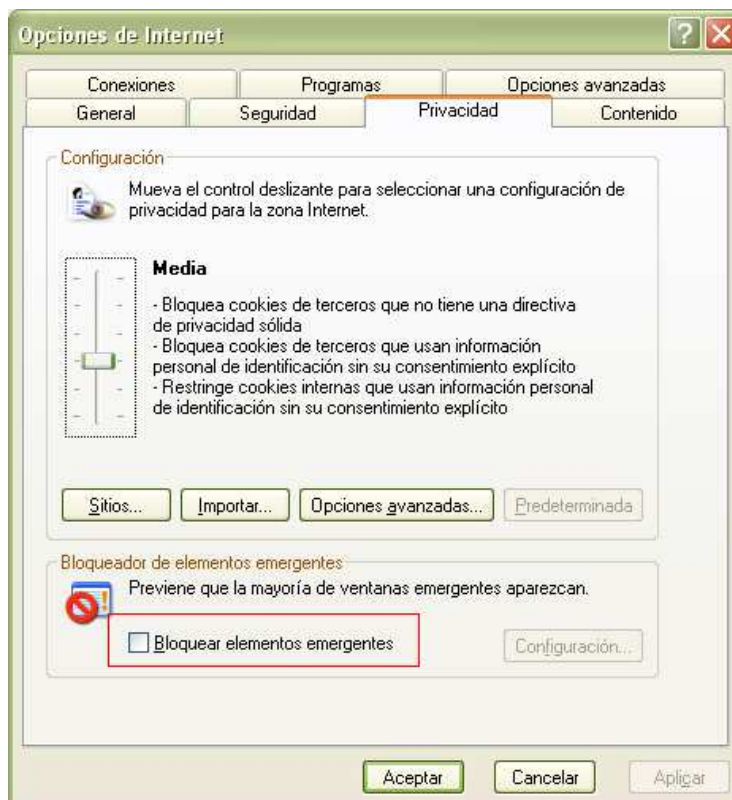 Opciones de Internet
Conexiones Programas Opciones avanzadas
General Seguridad Privacidad Contenido
Configuración
Mueva el control deslizante para seleccionar una configuración de
privacidad para la zona Internet.
Media
- Bloquea cookies de terceros que no tiene una directiva
de privacidad sólida
- Bloquea cookies de terceros que usan información
personal de identificación sin su consentimiento explícito
- Restringe cookies internas que usan información personal
de identificación sin su consentimiento explícito
Sitios... Importar... Opciones avanzadas... Predeterminada
Bloqueador de elementos emergentes
Previene que la mayoría de ventanas emergentes aparezcan.
Bloquear elementos emergentes Configuración...
Aceptar Cancelar Aplicar